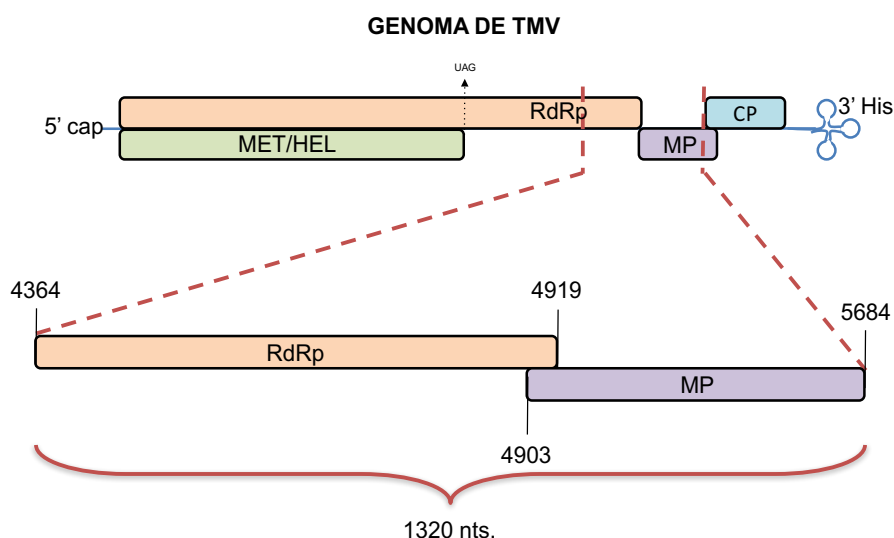 GENOMA DE TMV
UAG
5' cap
RdRp
CP
3' His
MET/HEL
MP
4364
4919
5684
RdRp
MP
4903
1320 nts.